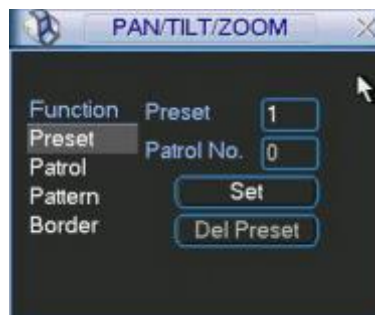 PAN/TILT/ZOOM
Function Preset 1
Preset
Patrol No. 0
Patrol
Pattern Set
Border Del Preset